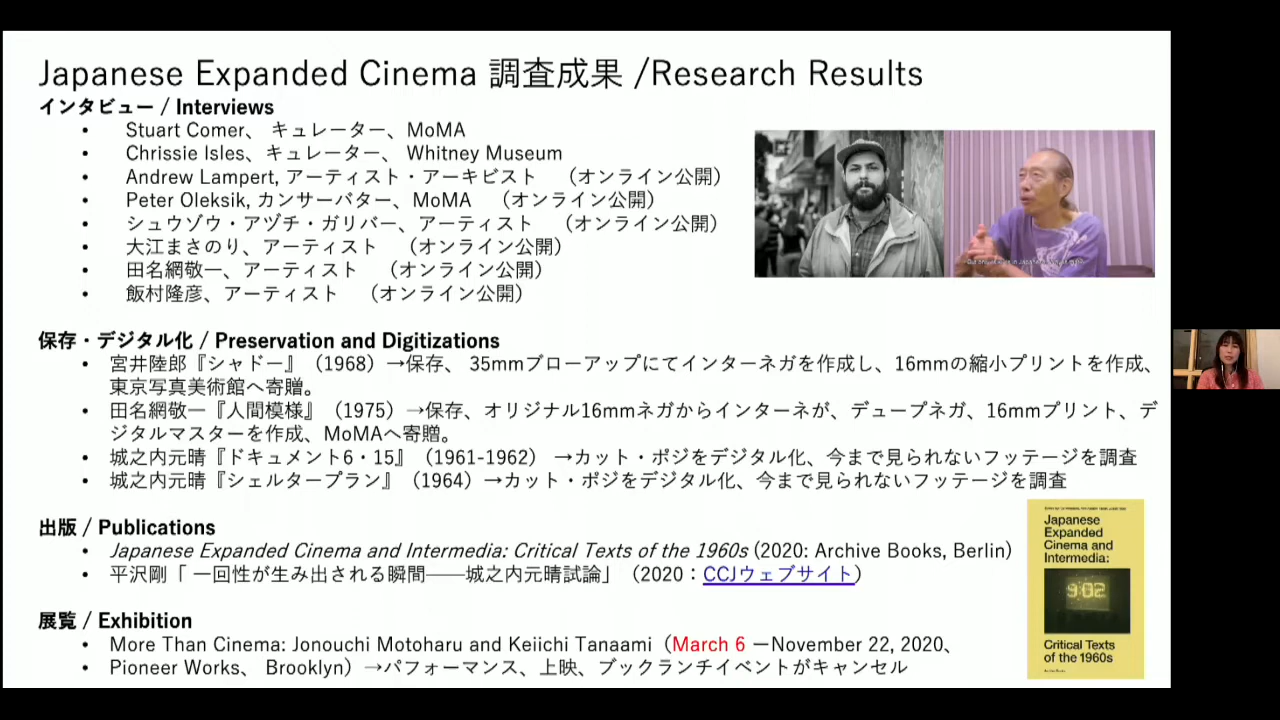 Japanese Expanded Cinema 調査成果 /Research Results
インタビュー / Interviews
• Stuart Comer、 キュレーター、MoMA
• Chrissie Isles、キュレーター、 Whitney Museum
• Andrew Lampert, アーティスト・アーキビスト （オンライン公開）
• Peter Oleksik, カンサーバター、MoMA （オンライン公開）
• シュウゾウ・アヅチ・ガリバー、アーティスト （オンライン公開）
• 大江まさのり、アーティスト （オンライン公開）
• 田名網敬一、アーティスト （オンライン公開）
• 飯村隆彦、アーティスト （オンライン公開）
保存・デジタル化 / Preservation and Digitizations
• 宮井陸郎『シャドー』（1968）→保存、 35mmブローアップにてインターネガを作成し、16mmの縮小プリントを作成、
東京写真美術館へ寄贈。
• 田名網敬一『人間模様』（1975）→保存、オリジナル16mmネガからインターネが、デュープネガ、16mmプリント、デ
ジタルマスターを作成、MoMAへ寄贈。
• 城之内元晴『ドキュメント6・15』（1961-1962） →カット・ポジをデジタル化、今まで見られないフッテージを調査
• 城之内元晴『シェルタープラン』（1964）→カット・ポジをデジタル化、今まで見られないフッテージを調査
出版 / Publications
• Japanese Expanded Cinema and Intermedia: Critical Texts of the 1960s (2020: Archive Books, Berlin)
• 平沢剛「 一回性が生み出される瞬間――城之内元晴試論」（2020：CCJウェブサイト）
展覧 / Exhibition
• More Than Cinema: Jonouchi Motoharu and Keiichi Tanaami（March 6 ーNovember 22, 2020、
• Pioneer Works、 Brooklyn）→パフォーマンス、上映、ブックランチイベントがキャンセル
Japanese
Expanded
Cinema and
Intermedia:
9:02
Critical Texts
of the 1960s